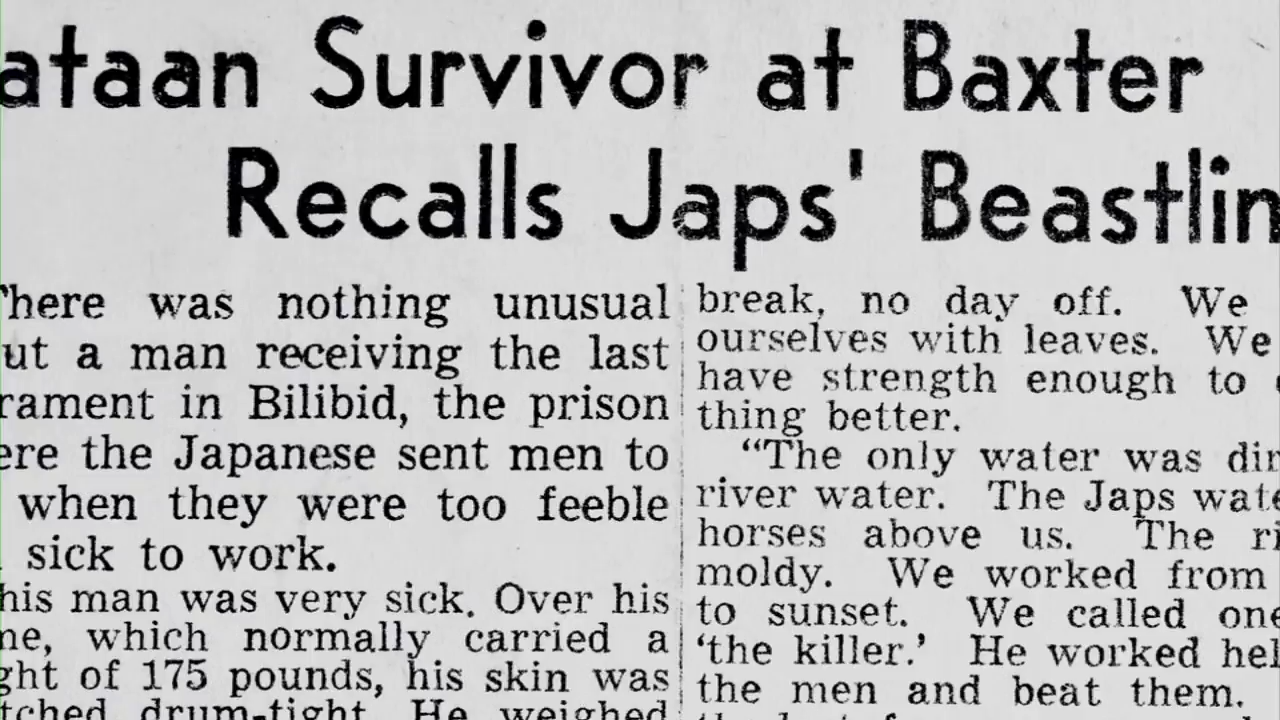 ataan Survivor at Baxter
Recalls Japs' Beastlin
There was nothing unusual
ut a man receiving the last
rament in Bilibid, the prison
ere the Japanese sent men to
when they were too feeble
sick to work.
his man was very sick. Over his
me, which normally carried a
ght of 175 pounds, his skin was
tched drum-tight. He weighed
break, no day off. We
ourselves with leaves. We
have strength enough to
thing better.
“The only water was dir
river water. The Japs wate
horses above us. The ri
moldy. We worked from
to sunset. We called one
‘the killer.’ He worked hel
the men and beat them.